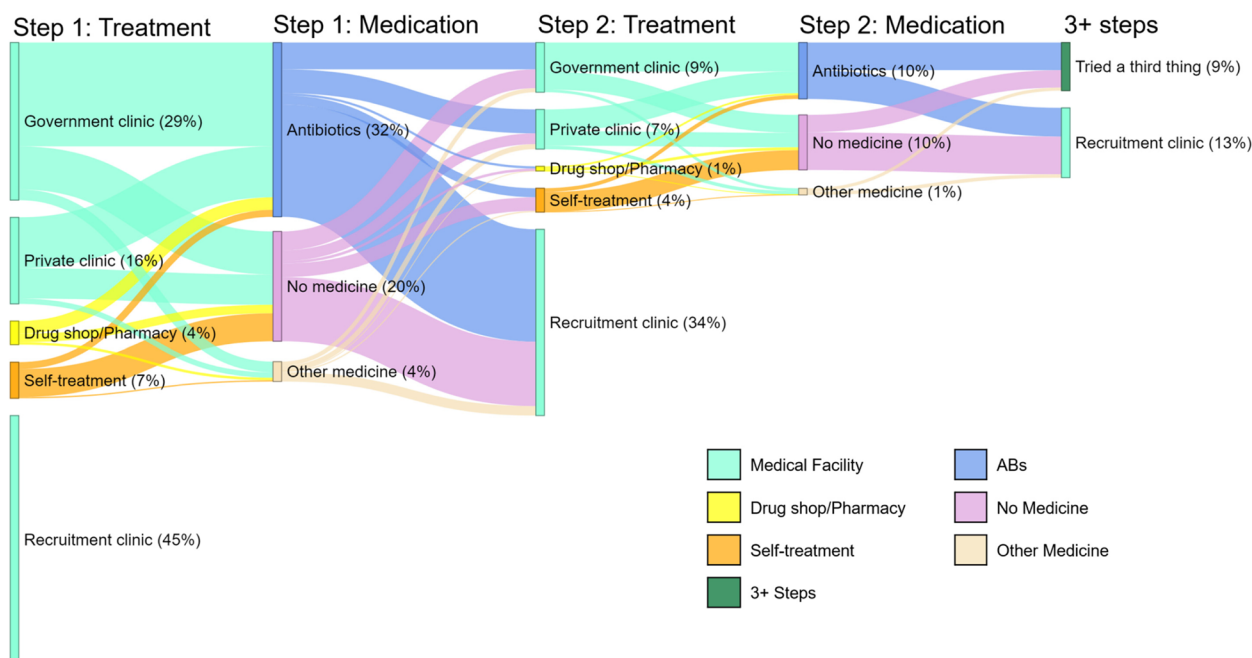 Step 1: Treatment
Step 1: Medication
Step 2: Treatment
Step 2: Medication
3+ steps
Government clinic (29%)
Private clinic (16%)
Drug shop/Pharmacy (4%)
Self-treatment (7%)
Recruitment clinic (45%)
Antibiotics (32%)
No medicine (20%)
Other medicine (4%)
Government clinic (9%)
Private clinic (7%)
Drug shop/Pharmacy (1%)
Self-treatment (4%)
Recruitment clinic (34%)
Antibiotics (10%)
No medicine (10%)
Other medicine (1%)
Tried a third thing (9%)
Recruitment clinic (13%)
Medical Facility
Drug shop/Pharmacy
Self-treatment
3+ Steps
ABs
No Medicine
Other Medicine